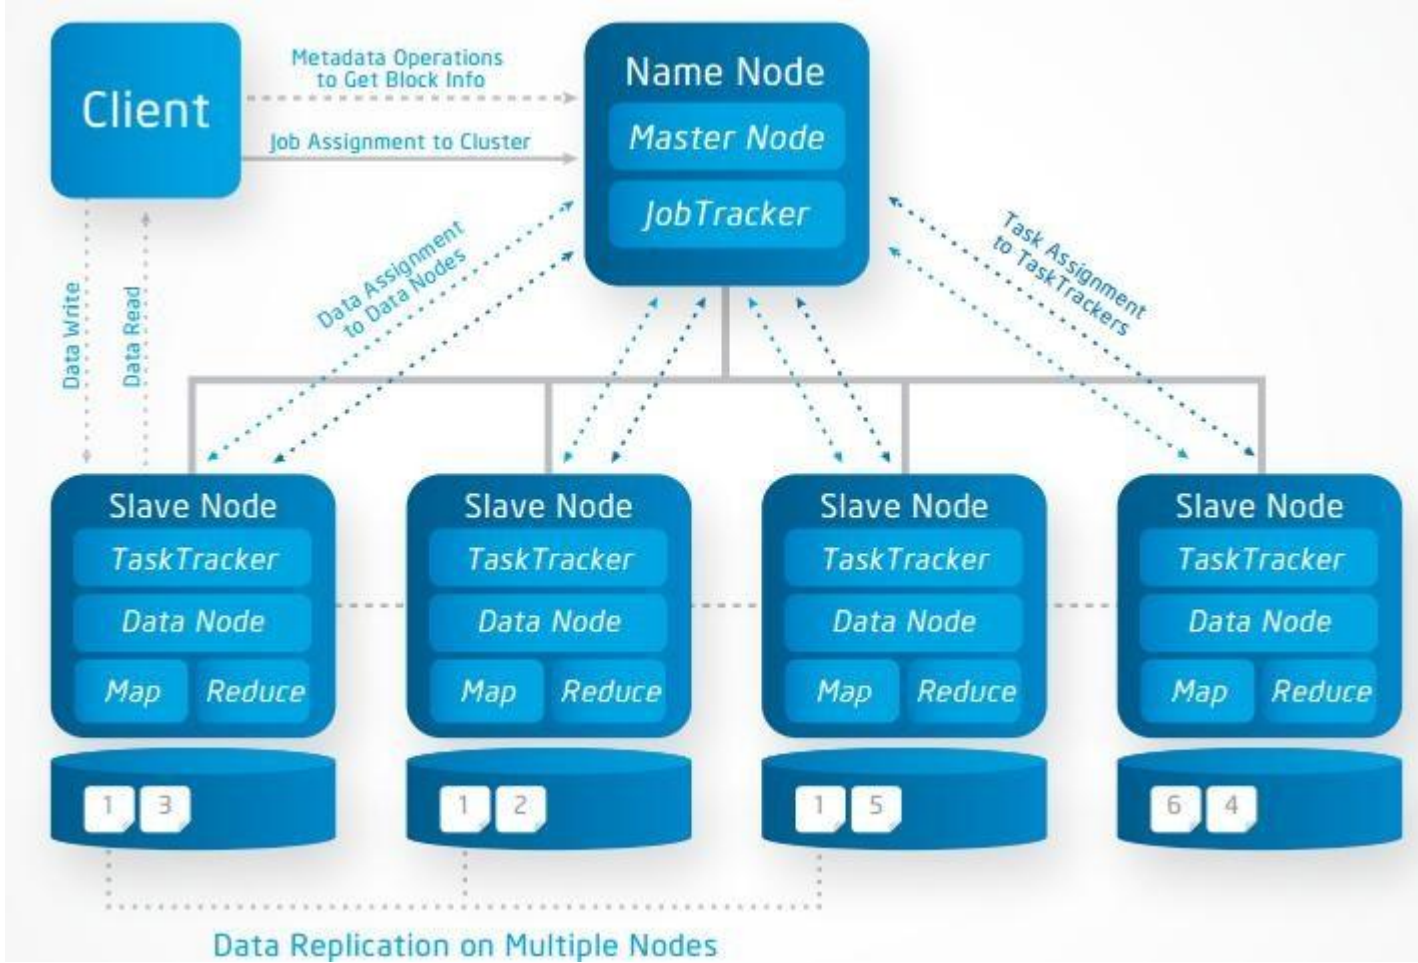 Client
Metadata Operations
to Get Block Info
Job Assignment to Cluster
Name Node
Master Node
JobTracker
Data Write
Data Read
Data Assignment
to Data Nodes
Task Assignment
to TaskTrackers
Slave Node
TaskTracker
Data Node
Map Reduce
1 3
Slave Node
TaskTracker
Data Node
Map Reduce
1 2
Slave Node
TaskTracker
Data Node
Map Reduce
1 5
Slave Node
TaskTracker
Data Node
Map Reduce
6 4
Data Replication on Multiple Nodes